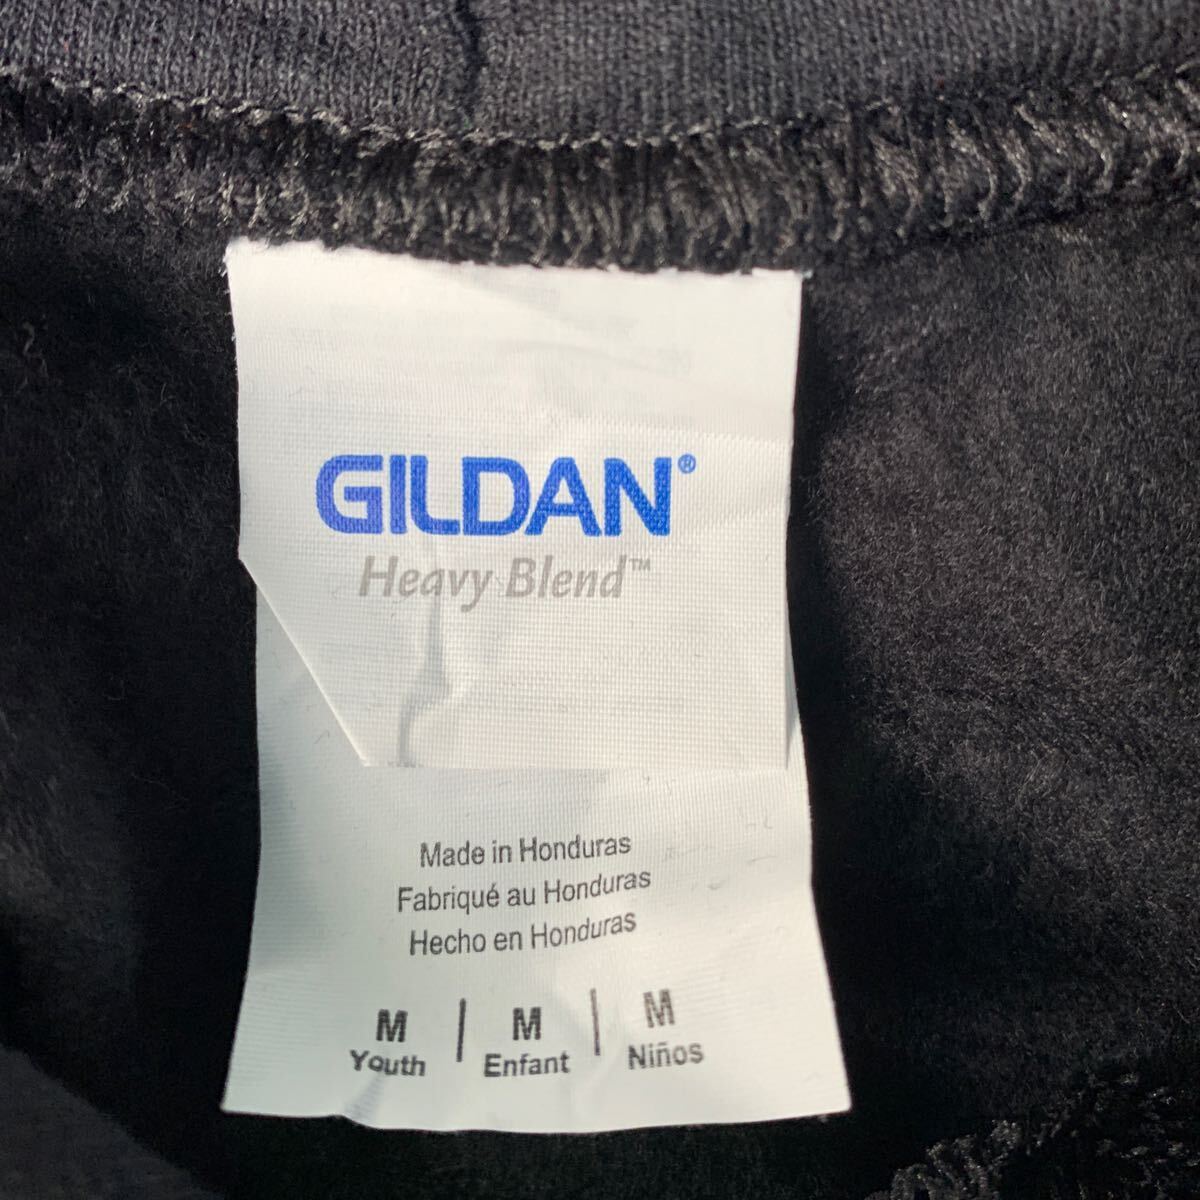 GILDAN®
Heavy Blend™
Made in Honduras
Fabriqué au Honduras
Hecho en Honduras
M | M | M
Youth | Enfant | Niños